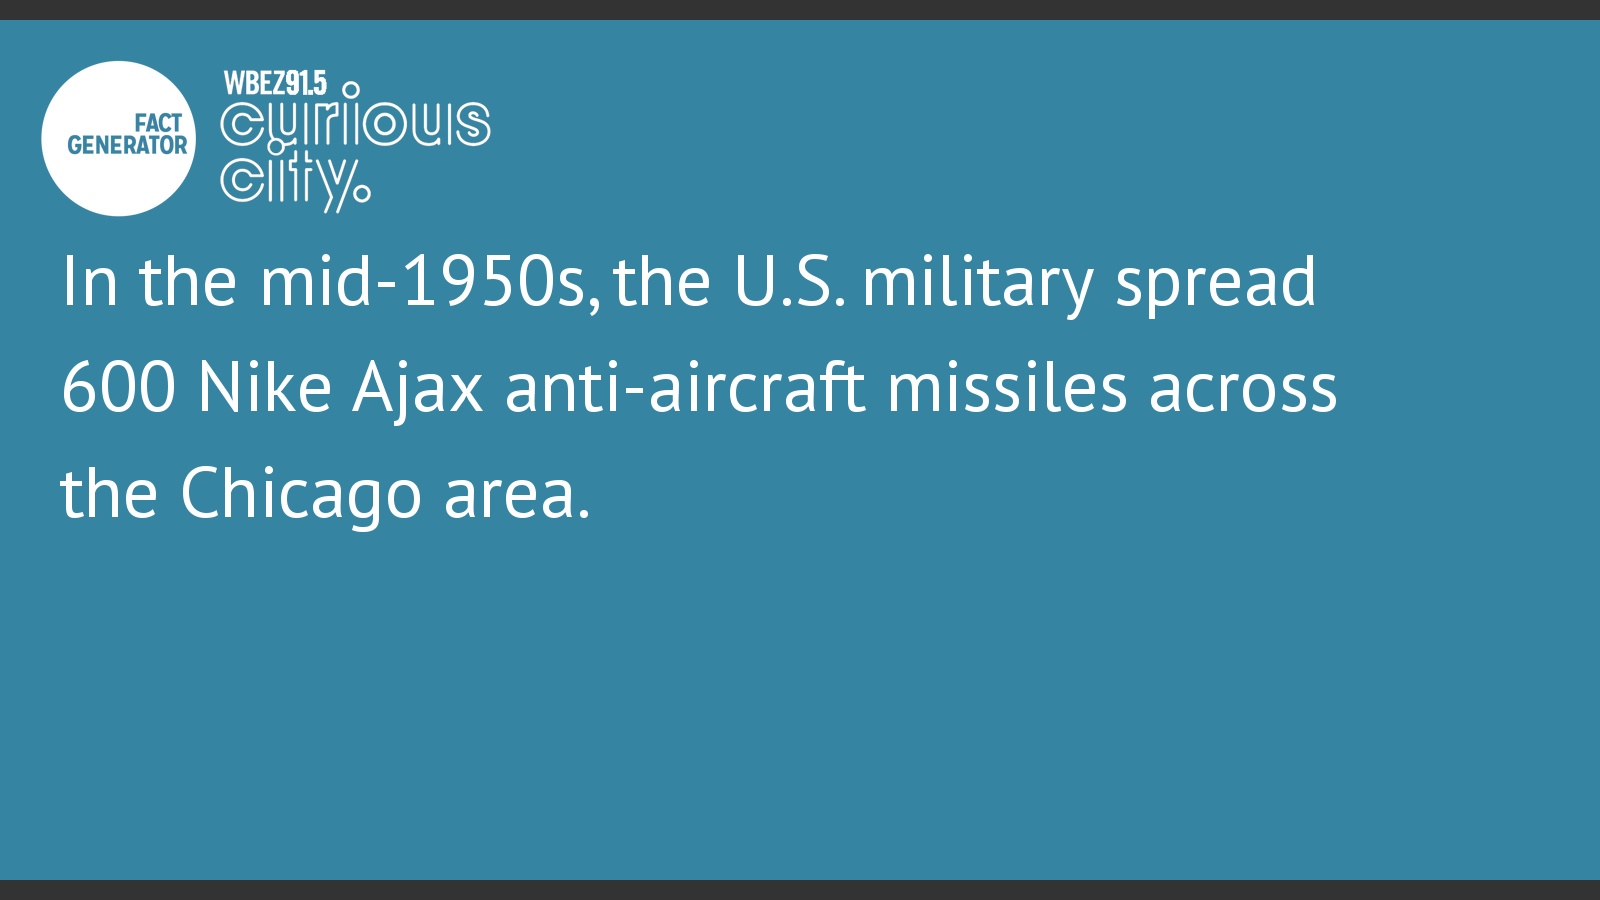 FACT
GENERATOR
WBEZ91.5
curious
city.
In the mid-1950s, the U.S. military spread
600 Nike Ajax anti-aircraft missiles across
the Chicago area.